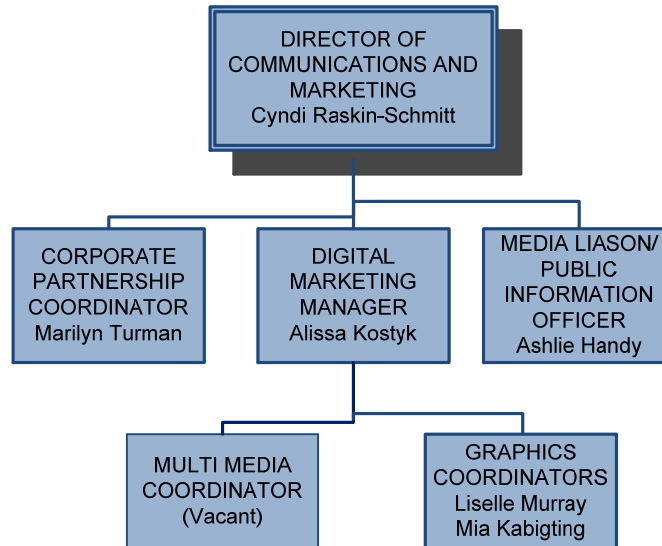 DIRECTOR OF
COMMUNICATIONS AND
MARKETING
Cyndi Raskin-Schmitt
CORPORATE
PARTNERSHIP
COORDINATOR
Marilyn Turman
DIGITAL
MARKETING
MANAGER
Alissa Kostyk
MEDIA LIASON/
PUBLIC
INFORMATION
OFFICER
Ashlie Handy
MULTI MEDIA
COORDINATOR
(Vacant)
GRAPHICS
COORDINATORS
Liselle Murray
Mia Kabigting